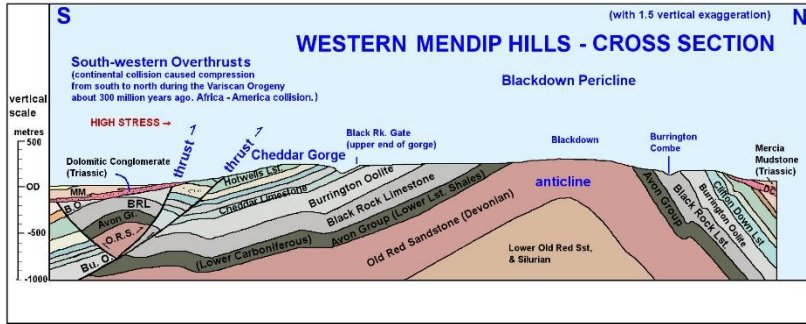 S
N
(with 1.5 vertical exaggeration)
WESTERN MENDIP HILLS - CROSS SECTION
South-western Overthrusts
(continental collision caused compression
from south to north during the Variscan Orogeny
about 300 million years ago. Africa - America collision.)
Blackdown Pericline
HIGH STRESS →
vertical
scale
metres
500
OD
-500
-1000
thrust
thrust
Dolomitic Conglomerate
(Triassic)
Cheddar Gorge
Black Rk. Gate
(upper end of gorge)
Blackdown
Burrington
Combe
Mercia
Mudstone
(Triassic)
MM
B.O.
BRL
Avon Gr.
O.R.S.
Bu. O.
Hotwells Lst.
Cheddar Limestone
Burrington Oolite
Black Rock Limestone
Avon Group (Lower Lst. Shales)
(Lower Carboniferous)
Old Red Sandstone (Devonian)
anticline
Lower Old Red Sst,
& Silurian
Avon Group
Black Rock Lst.
Burrington Oolite
Clifton Down Lst.
DC